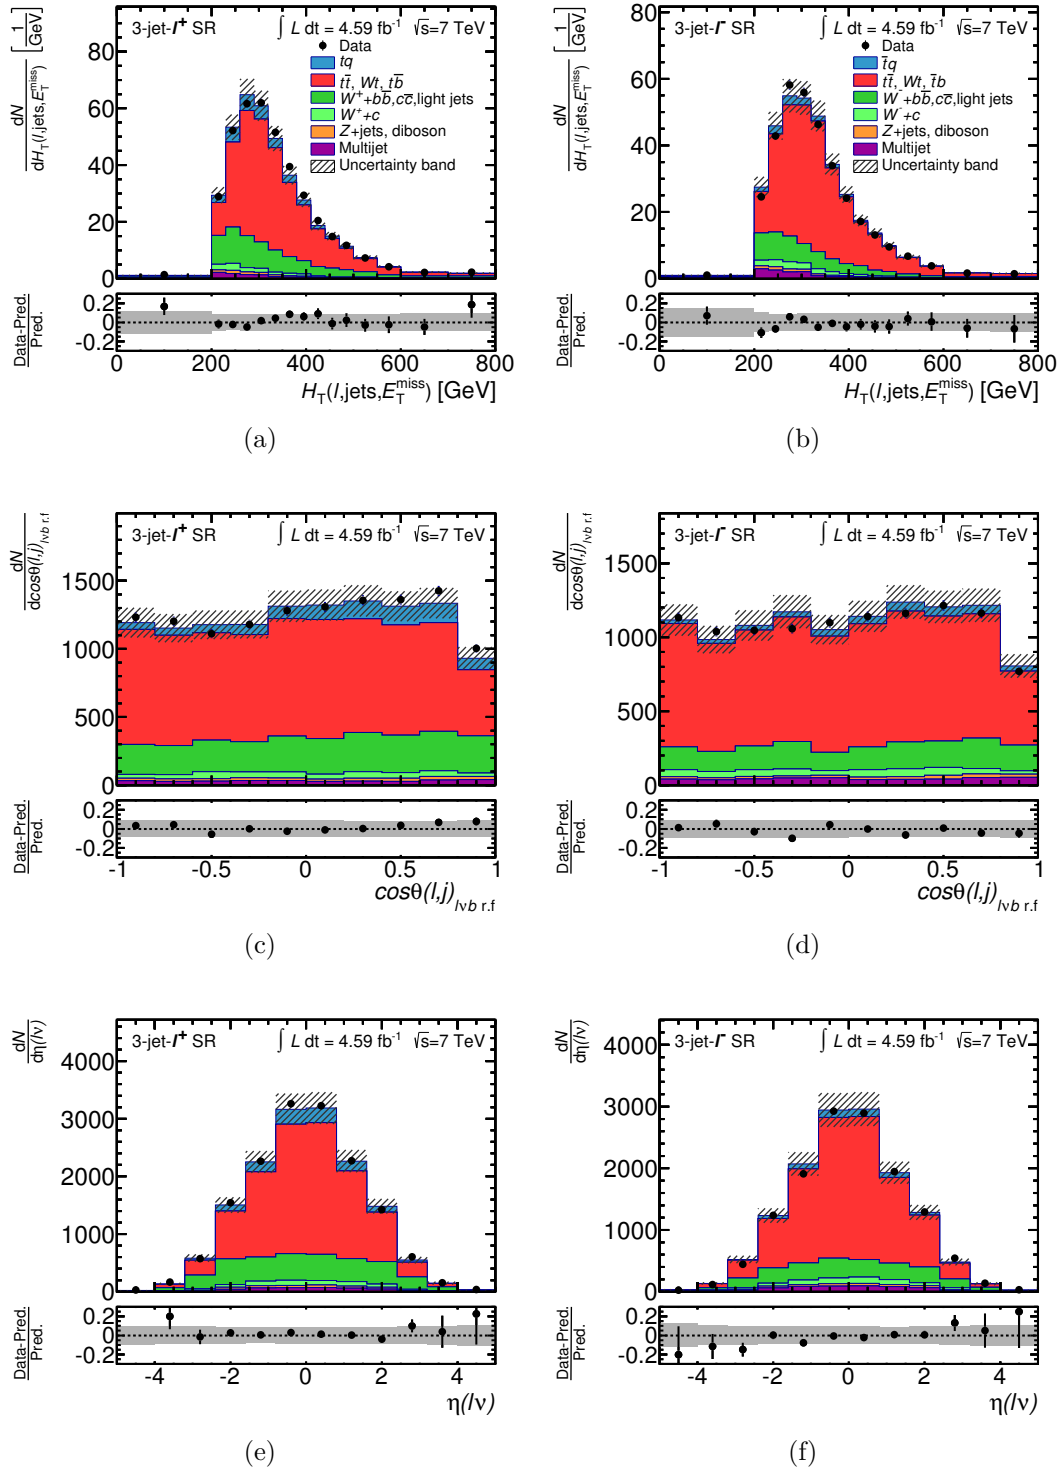 3-jet-l⁺ SR ∫ L dt = 4.59 fb⁻¹ √s=7 TeV
Data
tq
tt̄, Wt, tb̄
W⁺+bb̄,cc̄,light jets
W⁺+c
Z+jets, diboson
Multijet
Uncertainty band
dN/dH_T(l,jets,E_T^miss) [1/GeV]
80
60
40
20
0
Data-Pred./Pred.
0.2
0
-0.2
0 200 400 600 800
H_T(l,jets,E_T^miss) [GeV]
(a)
3-jet-l⁻ SR ∫ L dt = 4.59 fb⁻¹ √s=7 TeV
Data
t̄q
tt̄, Wt, t̄b
W⁻+bb̄,cc̄,light jets
W⁻+c
Z+jets, diboson
Multijet
Uncertainty band
dN/dH_T(l,jets,E_T^miss) [1/GeV]
80
60
40
20
0
Data-Pred./Pred.
0.2
0
-0.2
0 200 400 600 800
H_T(l,jets,E_T^miss) [GeV]
(b)
3-jet-l⁺ SR ∫ L dt = 4.59 fb⁻¹ √s=7 TeV
dN/dcosθ(l,j)_lνb r.f
1500
1000
500
0
Data-Pred./Pred.
0.2
0
-0.2
-1 -0.5 0 0.5 1
cosθ(l,j)_lνb r.f
(c)
3-jet-l⁻ SR ∫ L dt = 4.59 fb⁻¹ √s=7 TeV
dN/dcosθ(l,j)_lνb r.f
1500
1000
500
0
Data-Pred./Pred.
0.2
0
-0.2
-1 -0.5 0 0.5 1
cosθ(l,j)_lνb r.f
(d)
3-jet-l⁺ SR ∫ L dt = 4.59 fb⁻¹ √s=7 TeV
dN/dη(lν)
4000
3000
2000
1000
0
Data-Pred./Pred.
0.2
0
-0.2
-4 -2 0 2 4
η(lν)
(e)
3-jet-l⁻ SR ∫ L dt = 4.59 fb⁻¹ √s=7 TeV
dN/dη(lν)
4000
3000
2000
1000
0
Data-Pred./Pred.
0.2
0
-0.2
-4 -2 0 2 4
η(lν)
(f)